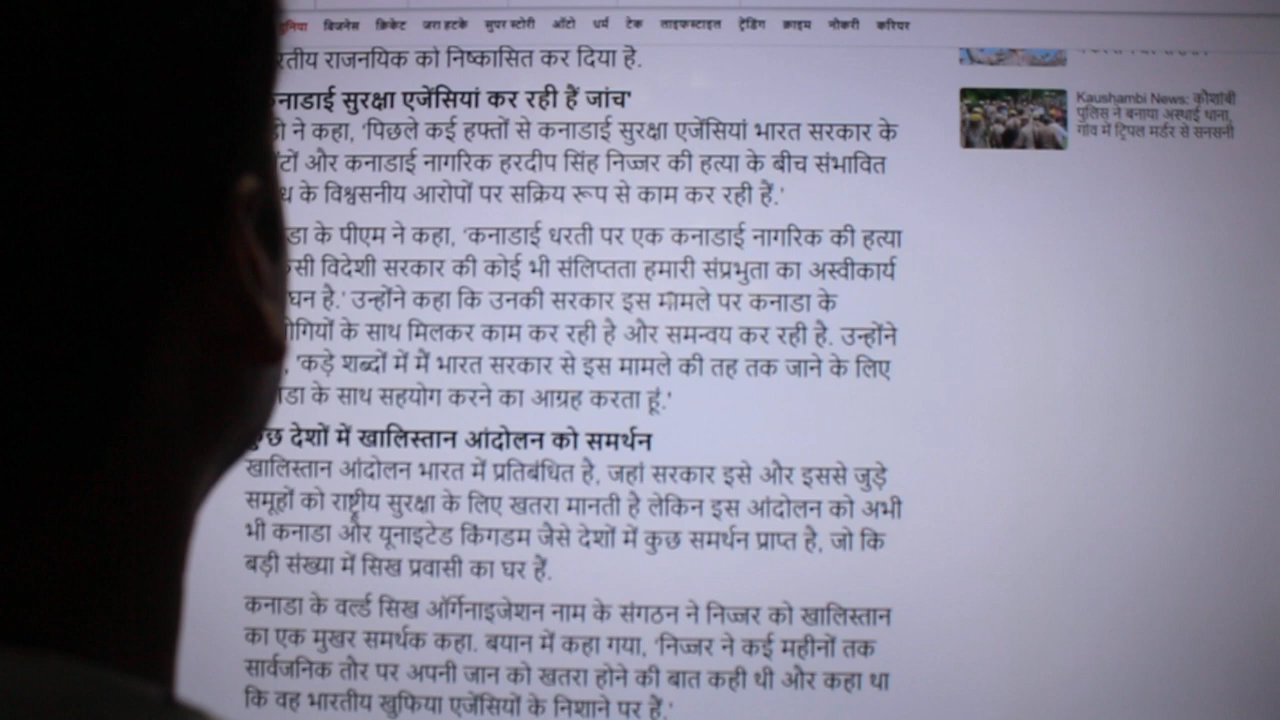 बिजनेस क्रिकेट जरा हटके सुपर स्टोरी ऑटो धर्म टेक लाइफस्टाइल ट्रेंडिंग क्राइम नौकरी करियर
राजनयिक को निष्कासित कर दिया है.
सुरक्षा एजेंसियां कर रही हैं जांच'
ने कहा, 'पिछले कई हफ्तों से कनाडाई सुरक्षा एजेंसियां भारत सरकार के
और कनाडाई नागरिक हरदीप सिंह निज्जर की हत्या के बीच संभावित
के विश्वसनीय आरोपों पर सक्रिय रूप से काम कर रही हैं.'
के पीएम ने कहा, 'कनाडाई धरती पर एक कनाडाई नागरिक की हत्या
विदेशी सरकार की कोई भी संलिप्तता हमारी संप्रभुता का अस्वीकार्य
है.' उन्होंने कहा कि उनकी सरकार इस मामले पर कनाडा के
के साथ मिलकर काम कर रही है और समन्वय कर रही है. उन्होंने
'कड़े शब्दों में मैं भारत सरकार से इस मामले की तह तक जाने के लिए
के साथ सहयोग करने का आग्रह करता हूं.'
कुछ देशों में खालिस्तान आंदोलन को समर्थन
खालिस्तान आंदोलन भारत में प्रतिबंधित है, जहां सरकार इसे और इससे जुड़े
समूहों को राष्ट्रीय सुरक्षा के लिए खतरा मानती है लेकिन इस आंदोलन को अभी
भी कनाडा और यूनाइटेड किंगडम जैसे देशों में कुछ समर्थन प्राप्त है, जो कि
बड़ी संख्या में सिख प्रवासी का घर हैं.
कनाडा के वर्ल्ड सिख ऑर्गिनाइजेशन नाम के संगठन ने निज्जर को खालिस्तान
का एक मुखर समर्थक कहा. बयान में कहा गया, 'निज्जर ने कई महीनों तक
सार्वजनिक तौर पर अपनी जान को खतरा होने की बात कही थी और कहा था
कि वह भारतीय खुफिया एजेंसियों के निशाने पर हैं.'
Kaushambi News: कौशांबी
पुलिस ने बनाया अस्थाई थाना,
गांव में ट्रिपल मर्डर से सनसनी